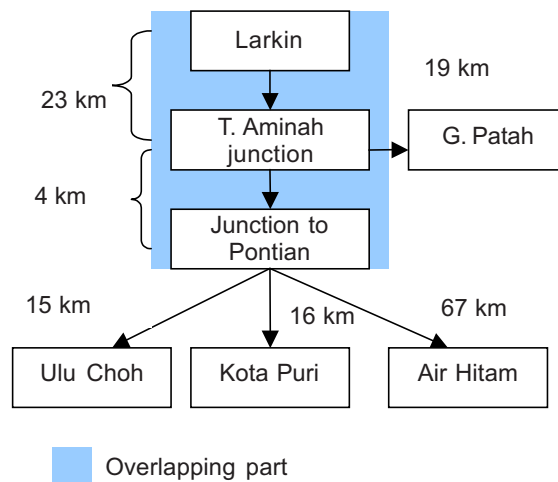 Larkin
19 km
23 km
T. Aminah
junction
G. Patah
4 km
Junction to
Pontian
15 km
16 km
67 km
Ulu Choh
Kota Puri
Air Hitam
Overlapping part